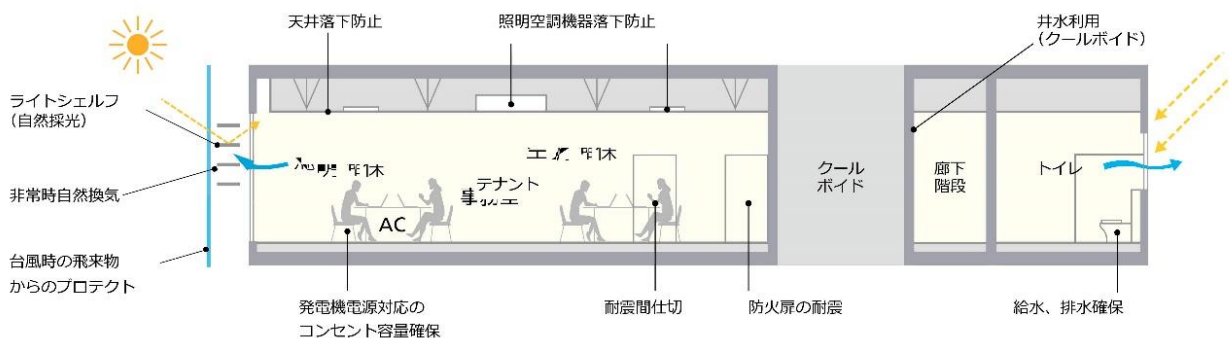 天井落下防止
照明空調機器落下防止
井水利用
(クールボイド)
ライトシェルフ
(自然採光)
非常時自然換気
台風時の飛来物
からのプロテクト
テナント
AC
クール
ボイド
廊下
階段
トイレ
発電機電源対応の
コンセント容量確保
耐震間仕切
防火扉の耐震
給水、排水確保